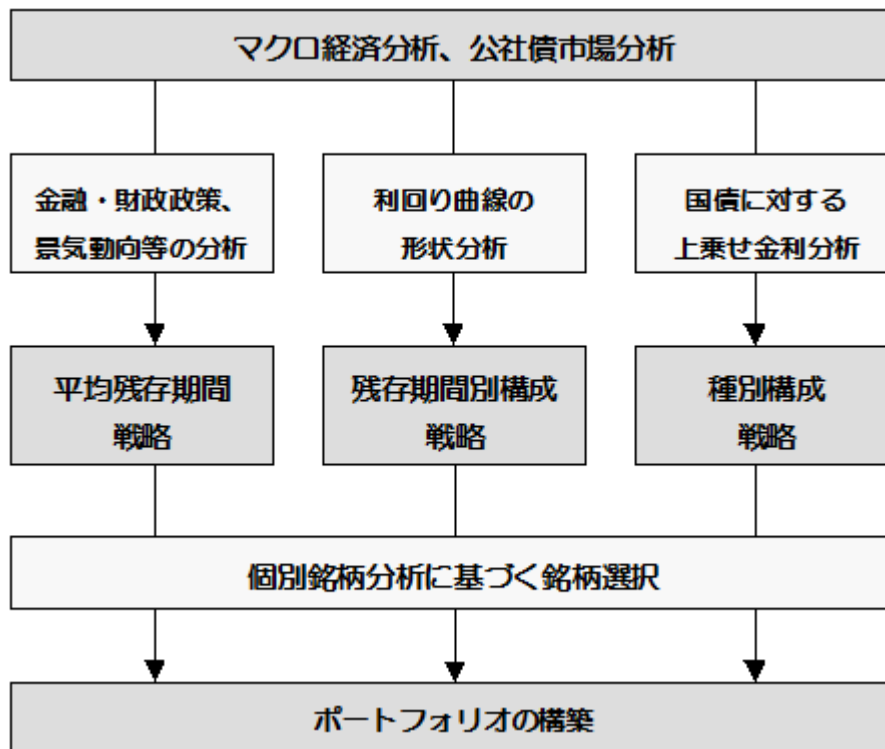 マクロ経済分析、公社債市場分析
金融・財政政策、
景気動向等の分析
利回り曲線の
形状分析
国債に対する
上乗せ金利分析
平均残存期間
戦略
残存期間別構成
戦略
種別構成
戦略
個別銘柄分析に基づく銘柄選択
ポートフォリオの構築